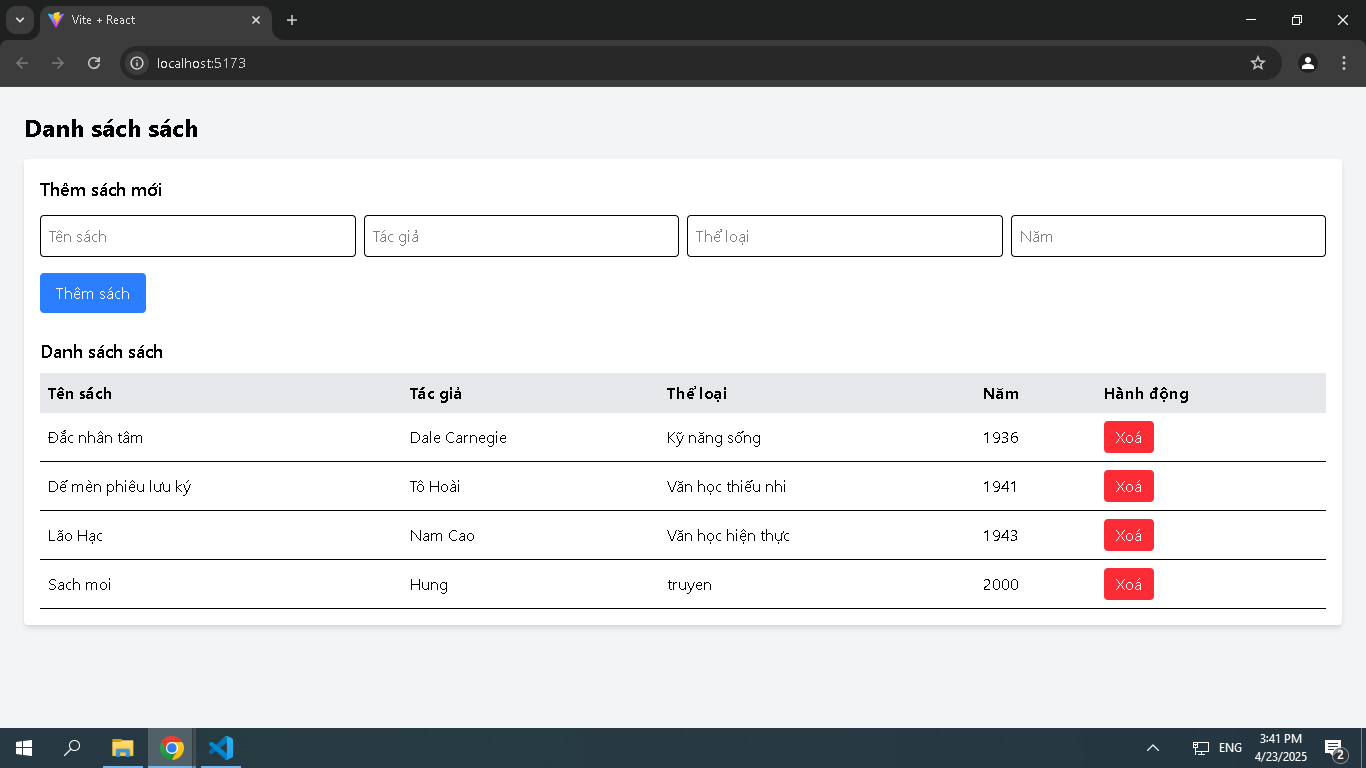 Vite + React
localhost:5173
Danh sách sách
Thêm sách mới
Tên sách Tác giả Thể loại Năm
Thêm sách
Danh sách sách
Tên sách Tác giả Thể loại Năm Hành động
Đắc nhân tâm Dale Carnegie Kỹ năng sống 1936 Xoá
Dế mèn phiêu lưu ký Tô Hoài Văn học thiếu nhi 1941 Xoá
Lão Hạc Nam Cao Văn học hiện thực 1943 Xoá
Sach moi Hung truyen 2000 Xoá
ENG
3:41 PM
4/23/2025
2